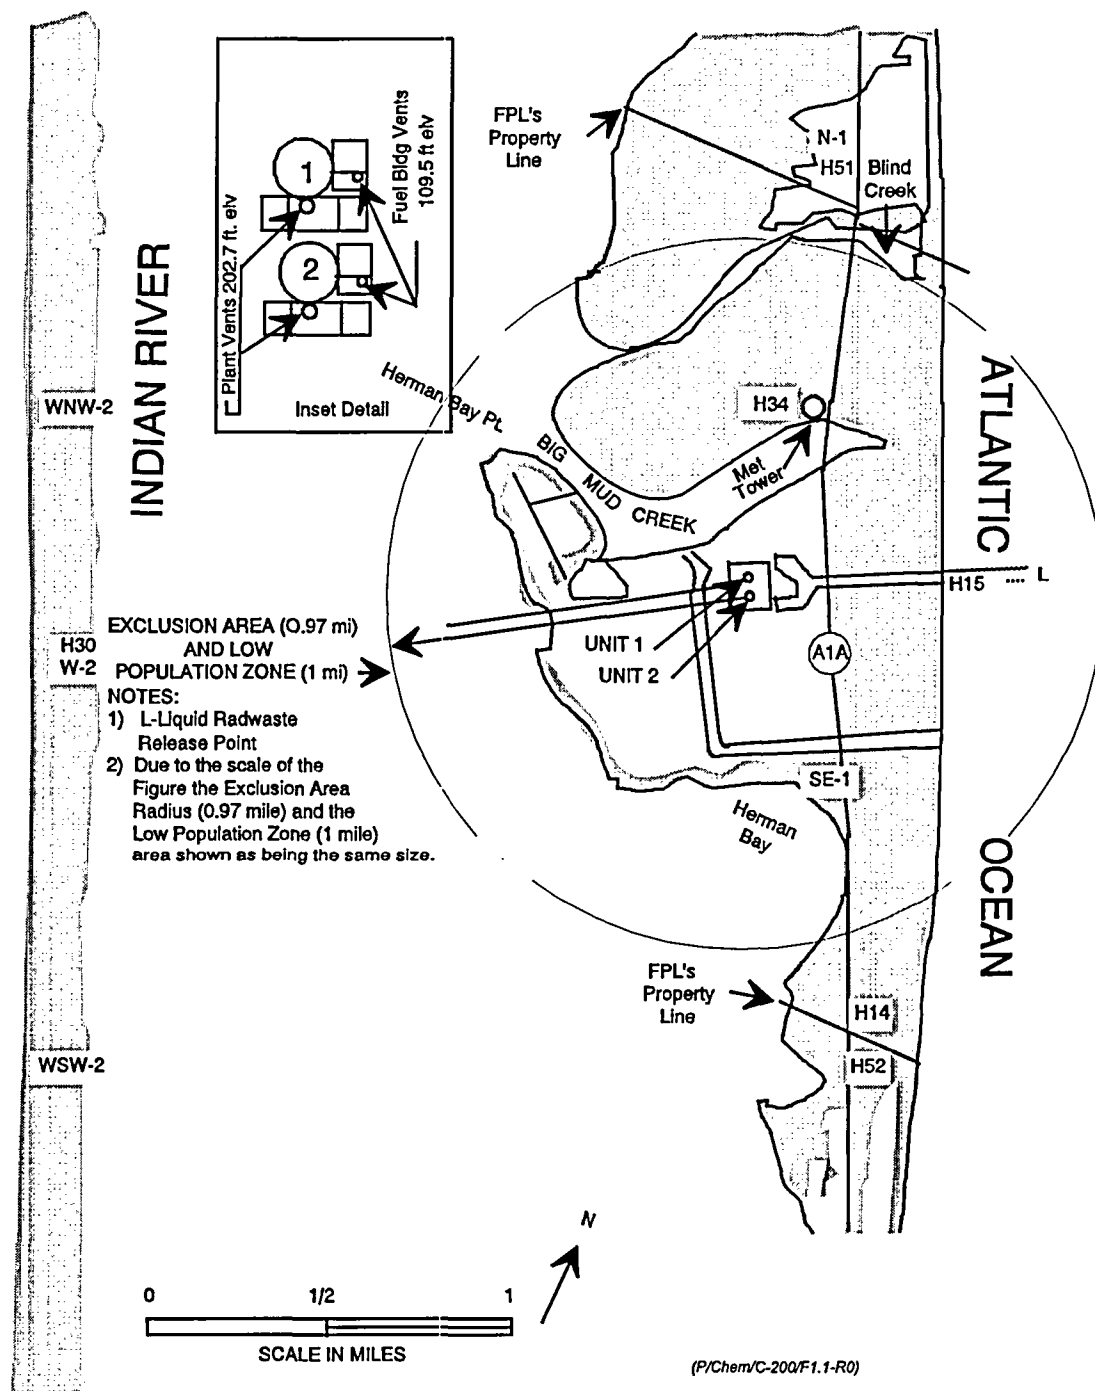 FPL's
Property
Line
N-1
H51
Blind
Creek
1
2
Plant Vents 202.7 ft. elv
Fuel Bldg Vents
109.5 ft elv
Inset Detail
INDIAN RIVER
WNW-2
Herman Bay Pt.
BIG MUD CREEK
H34
Met
Tower
ATLANTIC
OCEAN
H15
L
EXCLUSION AREA (0.97 mi)
AND LOW
POPULATION ZONE (1 mi)
H30
W-2
UNIT 1
UNIT 2
A1A
NOTES:
1) L-Liquid Radwaste
Release Point
2) Due to the scale of the
Figure the Exclusion Area
Radius (0.97 mile) and the
Low Population Zone (1 mile)
area shown as being the same size.
SE-1
Herman
Bay
FPL's
Property
Line
H14
H52
WSW-2
N
0 1/2 1
SCALE IN MILES
(P/Chem/C-200/F1.1-R0)